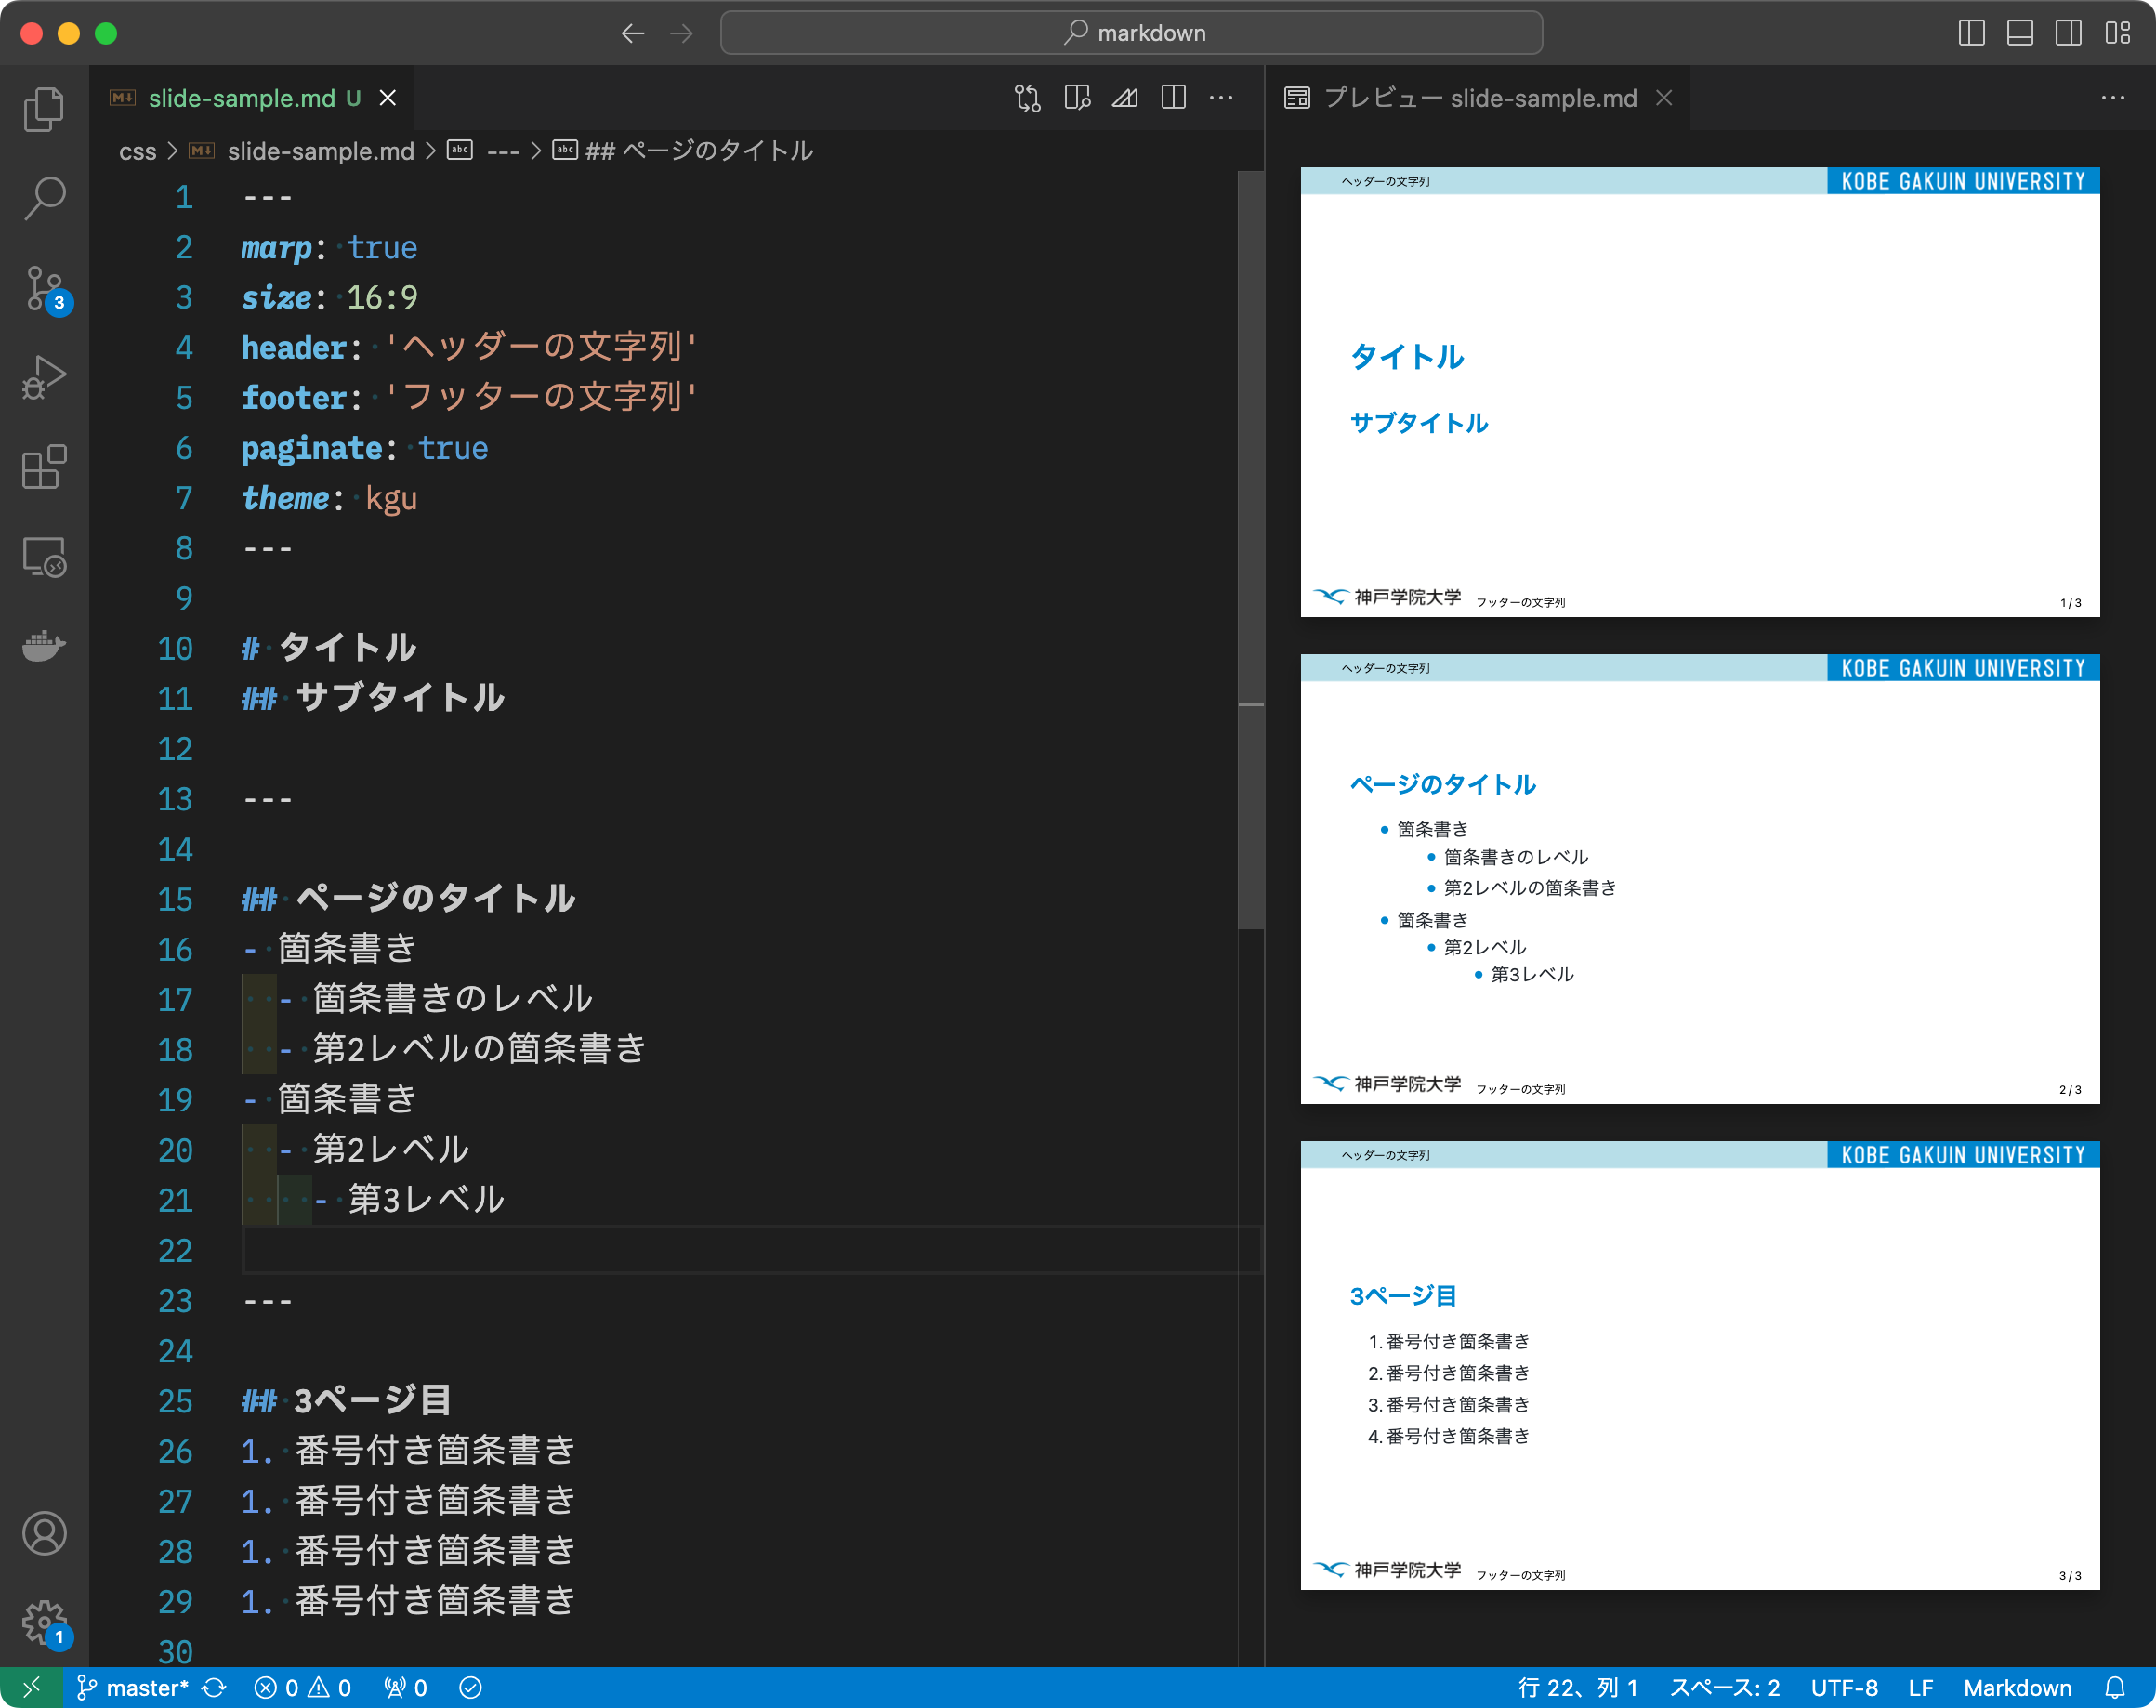 markdown
slide-sample.md U
css > slide-sample.md > --- > ## ページのタイトル
1 ---
2 marp: true
3 size: 16:9
4 header: 'ヘッダーの文字列'
5 footer: 'フッターの文字列'
6 paginate: true
7 theme: kgu
8 ---
9
10 # タイトル
11 ## サブタイトル
12
13 ---
14
15 ## ページのタイトル
16 - 箇条書き
17 - 箇条書きのレベル
18 - 第2レベルの箇条書き
19 - 箇条書き
20 - 第2レベル
21 - 第3レベル
22
23 ---
24
25 ## 3ページ目
26 1. 番号付き箇条書き
27 1. 番号付き箇条書き
28 1. 番号付き箇条書き
29 1. 番号付き箇条書き
30
プレビュー slide-sample.md
ヘッダーの文字列 KOBE GAKUIN UNIVERSITY
タイトル
サブタイトル
神戸学院大学 フッターの文字列 1 / 3
ヘッダーの文字列 KOBE GAKUIN UNIVERSITY
ページのタイトル
• 箇条書き
• 箇条書きのレベル
• 第2レベルの箇条書き
• 箇条書き
• 第2レベル
• 第3レベル
神戸学院大学 フッターの文字列 2 / 3
ヘッダーの文字列 KOBE GAKUIN UNIVERSITY
3ページ目
1. 番号付き箇条書き
2. 番号付き箇条書き
3. 番号付き箇条書き
4. 番号付き箇条書き
神戸学院大学 フッターの文字列 3 / 3
3
1
master* 0 0 0 行 22、列 1 スペース: 2 UTF-8 LF Markdown